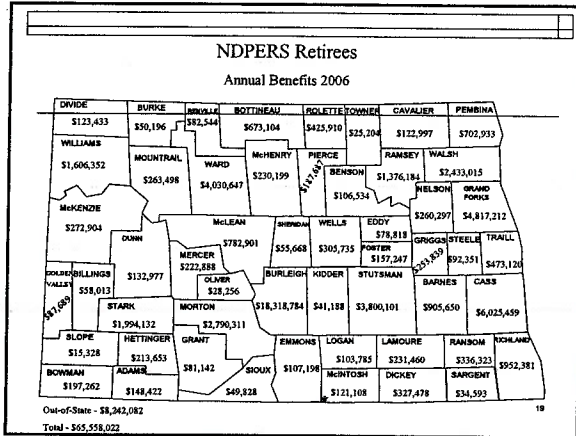 NDPERS Retirees
Annual Benefits 2006
DIVIDE BURKE RENVILLE BOTTINEAU ROLETTE TOWNER CAVALIER PEMBINA
$123,433 $50,196 $82,544 $673,104 $425,910 $25,204 $122,997 $702,933
WILLIAMS MOUNTRAIL WARD McHENRY PIERCE BENSON RAMSEY WALSH
$1,606,352 $263,498 $4,030,647 $230,199 $187,687 $106,534 $1,376,184 $2,433,015
NELSON GRAND FORKS
$260,297 $4,817,212
McKENZIE DUNN McLEAN SHERIDAN WELLS EDDY
$272,904 $132,977 $782,901 $55,668 $305,735 $78,818
MERCER FOSTER GRIGGS STEELE TRAILL
$222,888 $157,247 $253,839 $92,351 $473,120
GOLDEN VALLEY BILLINGS OLIVER BURLEIGH KIDDER STUTSMAN BARNES CASS
$87,689 $58,013 $28,256 $18,318,784 $41,188 $3,800,101 $905,650 $6,025,459
STARK MORTON
$1,994,132 $2,790,311
SLOPE HETTINGER GRANT EMMONS LOGAN LAMOURE RANSOM RICHLAND
$15,328 $213,653 $81,142 $107,198 $103,785 $231,460 $336,323 $952,381
BOWMAN ADAMS SIOUX McINTOSH DICKEY SARGENT
$197,262 $148,422 $49,828 $121,108 $327,478 $34,593
Out-of-State - $8,242,082
19
Total - $65,558,022